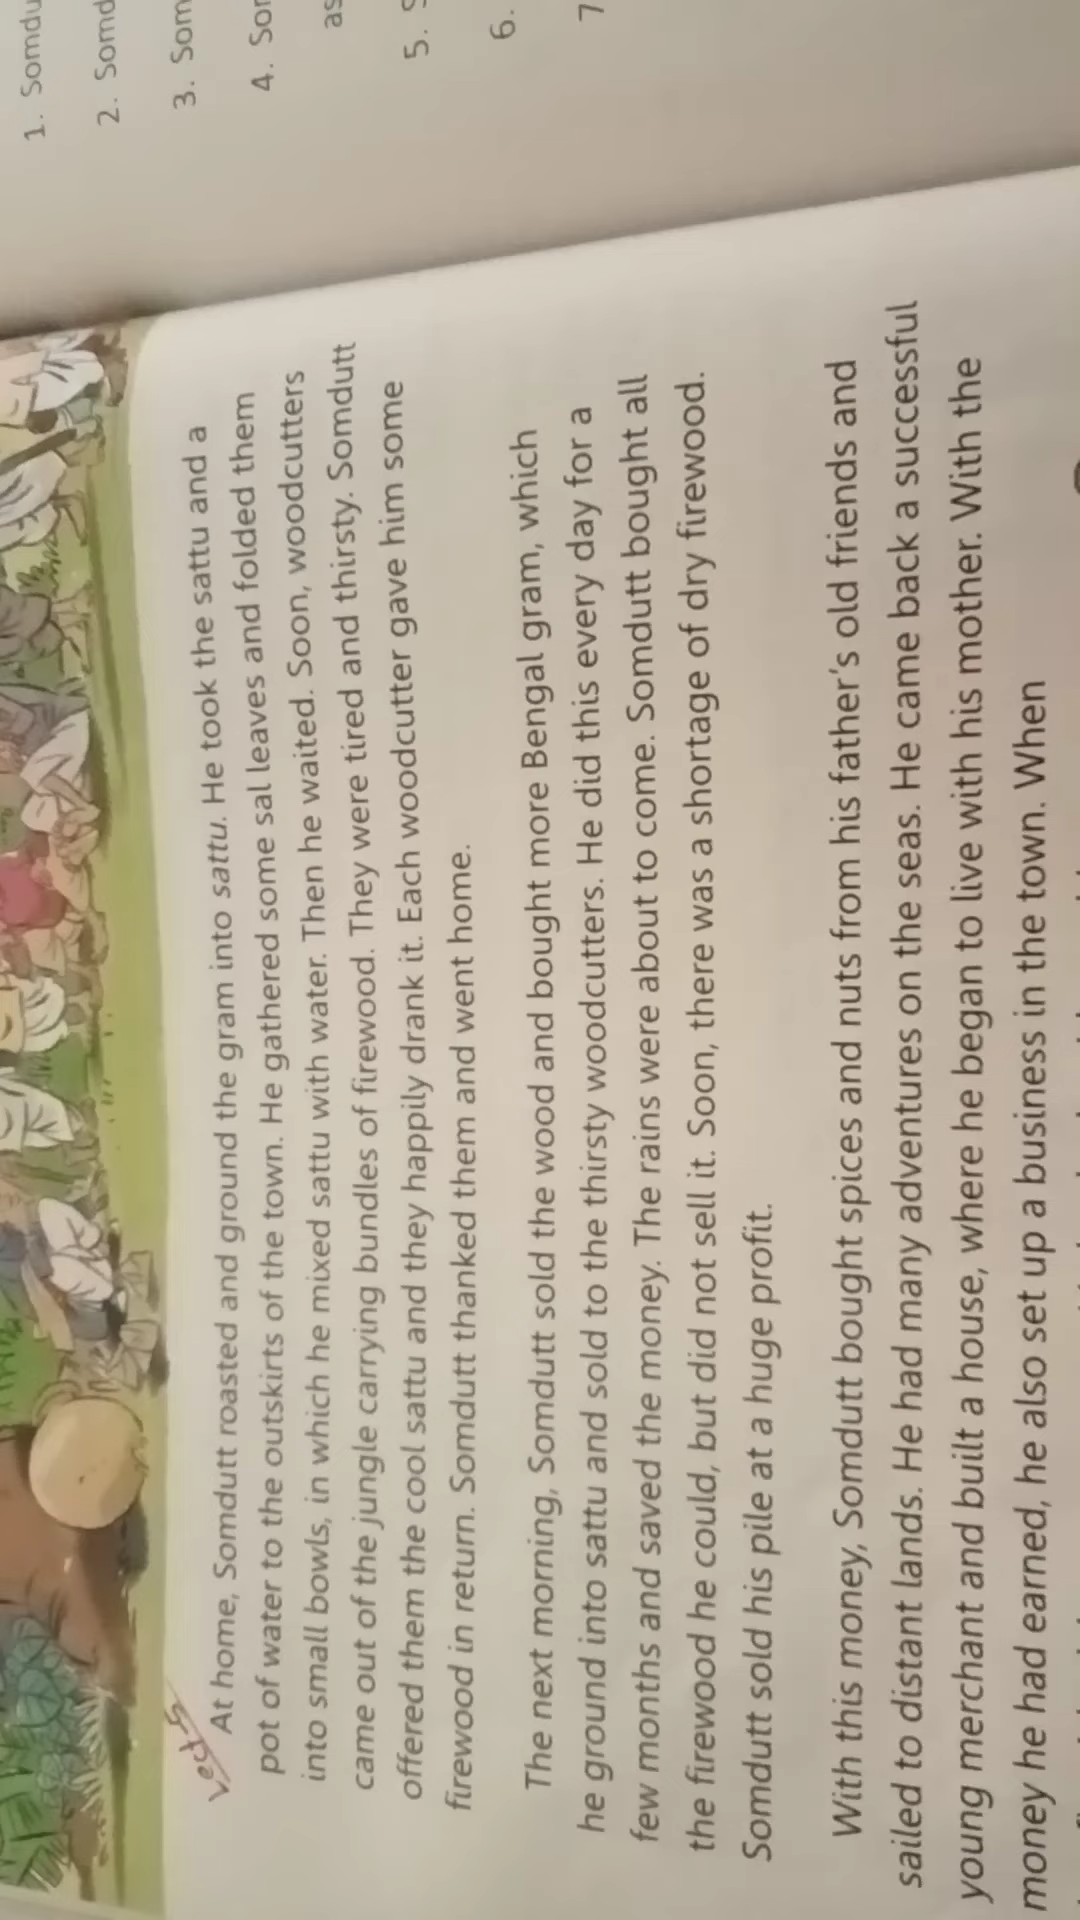 At home, Somdutt roasted and ground the gram into sattu. He took the sattu and a
pot of water to the outskirts of the town. He gathered some sal leaves and folded them
into small bowls, in which he mixed sattu with water. Then he waited. Soon, woodcutters
came out of the jungle carrying bundles of firewood. They were tired and thirsty. Somdutt
offered them the cool sattu and they happily drank it. Each woodcutter gave him some
firewood in return. Somdutt thanked them and went home.
The next morning, Somdutt sold the wood and bought more Bengal gram, which
he ground into sattu and sold to the thirsty woodcutters. He did this every day for a
few months and saved the money. The rains were about to come. Somdutt bought all
the firewood he could, but did not sell it. Soon, there was a shortage of dry firewood.
Somdutt sold his pile at a huge profit.
With this money, Somdutt bought spices and nuts from his father's old friends and
sailed to distant lands. He had many adventures on the seas. He came back a successful
young merchant and built a house, where he began to live with his mother. With the
money he had earned, he also set up a business in the town. When
1.
2.
3.
4.
as
5.
6.
7